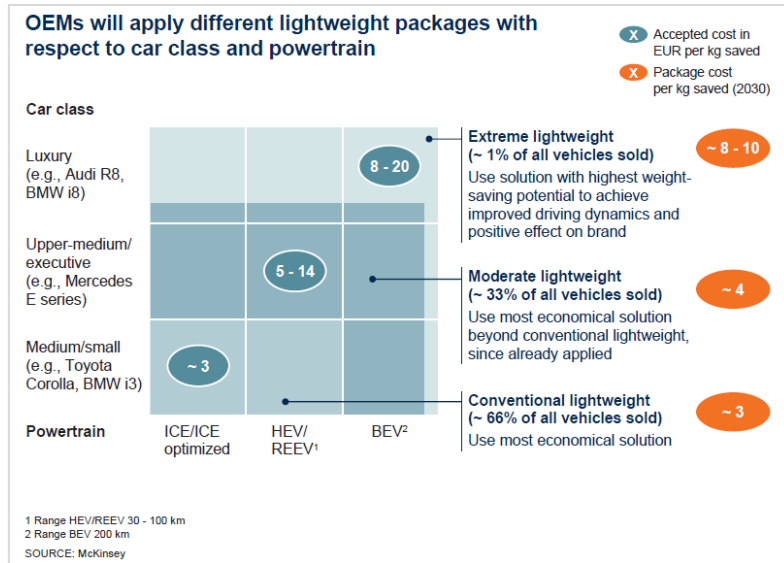 OEMs will apply different lightweight packages with
respect to car class and powertrain
X Accepted cost in
EUR per kg saved
X Package cost
per kg saved (2030)
Car class
Luxury
(e.g., Audi R8,
BMW i8)
8 - 20
Extreme lightweight
(~ 1% of all vehicles sold)
Use solution with highest weight-
saving potential to achieve
improved driving dynamics and
positive effect on brand
~ 8 - 10
Upper-medium/
executive
(e.g., Mercedes
E series)
5 - 14
Moderate lightweight
(~ 33% of all vehicles sold)
Use most economical solution
beyond conventional lightweight,
since already applied
~ 4
Medium/small
(e.g., Toyota
Corolla, BMW i3)
~ 3
Conventional lightweight
(~ 66% of all vehicles sold)
Use most economical solution
~ 3
Powertrain
ICE/ICE
optimized
HEV/
REEV¹
BEV²
1 Range HEV/REEV 30 - 100 km
2 Range BEV 200 km
SOURCE: McKinsey